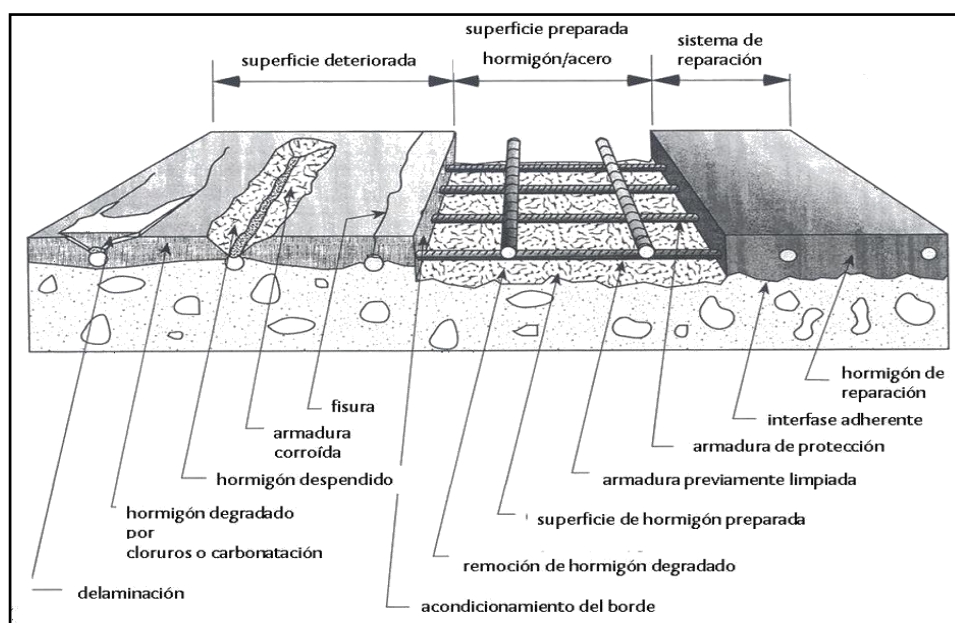 superficie preparada
hormigón/acero
superficie deteriorada
sistema de
reparación
hormigón de
reparación
interfase adherente
armadura de protección
armadura previamente limpiada
superficie de hormigón preparada
remoción de hormigón degradado
acondicionamiento del borde
fisura
armadura
corroída
hormigón despendido
hormigón degradado
por
cloruros o carbonatación
delaminación